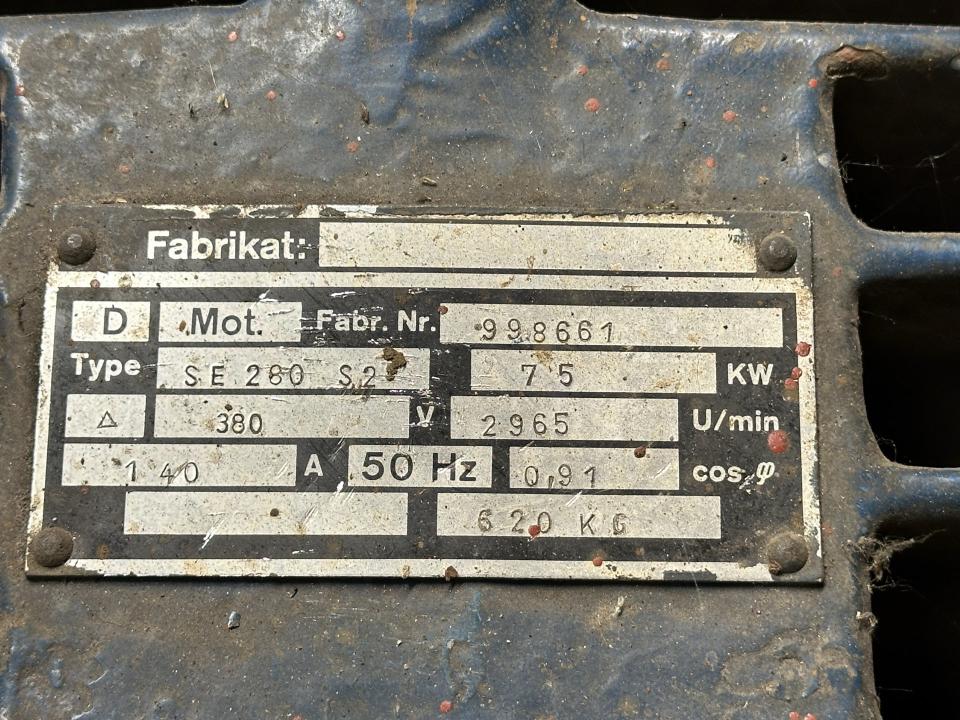 Fabrikat:
D Mot. Fabr. Nr. 998661
Type SE 280 S2 75 KW
△ 380 V 2965 U/min
140 A 50 Hz 0,91 cos φ
620 KG